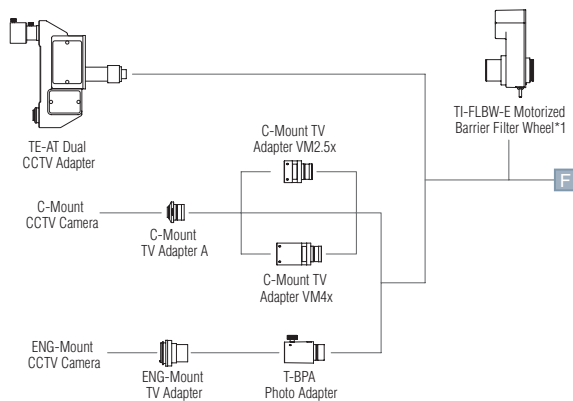 TE-AT Dual
CCTV Adapter
TI-FLBW-E Motorized
Barrier Filter Wheel*1
F
C-Mount TV
Adapter VM2.5x
C-Mount
CCTV Camera
C-Mount
TV Adapter A
C-Mount TV
Adapter VM4x
ENG-Mount
CCTV Camera
ENG-Mount
TV Adapter
T-BPA
Photo Adapter